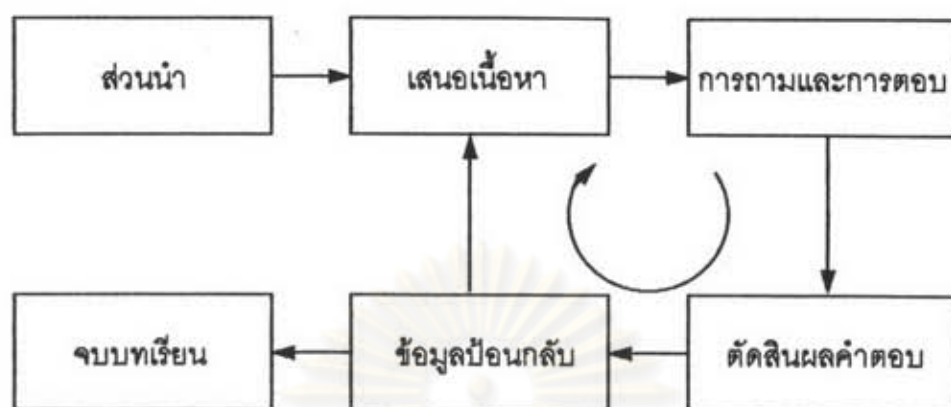 ส่วนนำ
เสนอเนื้อหา
การถามและการตอบ
จบบทเรียน
ข้อมูลป้อนกลับ
ตัดสินผลคำตอบ